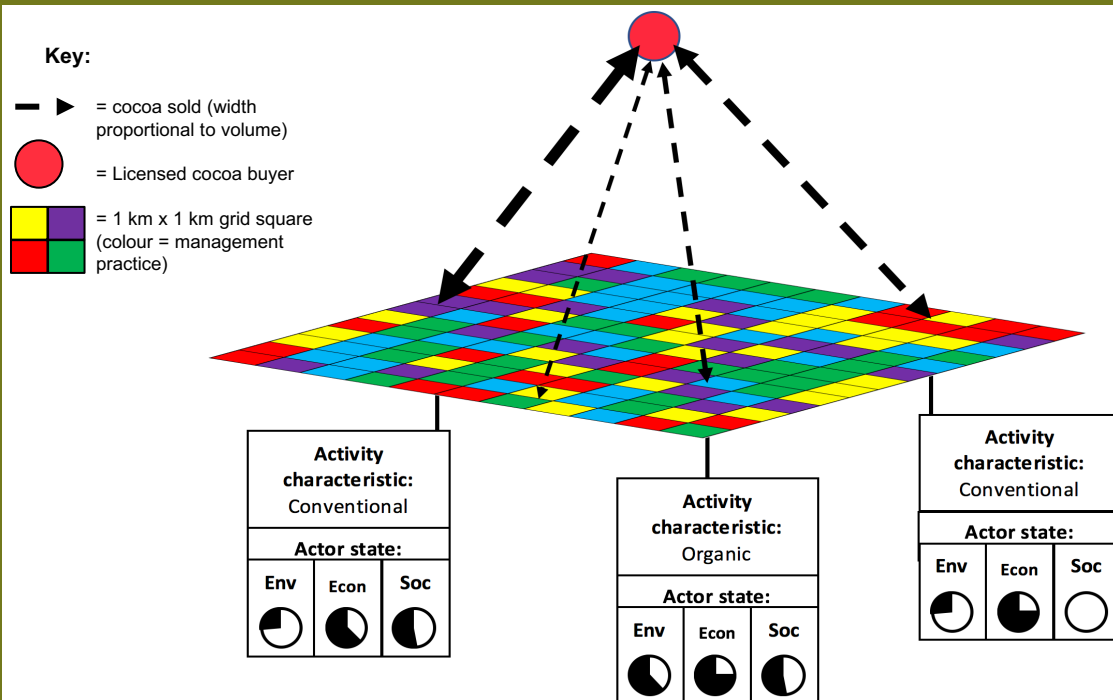 Key:
= cocoa sold (width
proportional to volume)
= Licensed cocoa buyer
= 1 km x 1 km grid square
(colour = management
practice)
Activity
characteristic:
Conventional
Actor state:
Env Econ Soc
Activity
characteristic:
Organic
Actor state:
Env Econ Soc
Activity
characteristic:
Conventional
Actor state:
Env Econ Soc